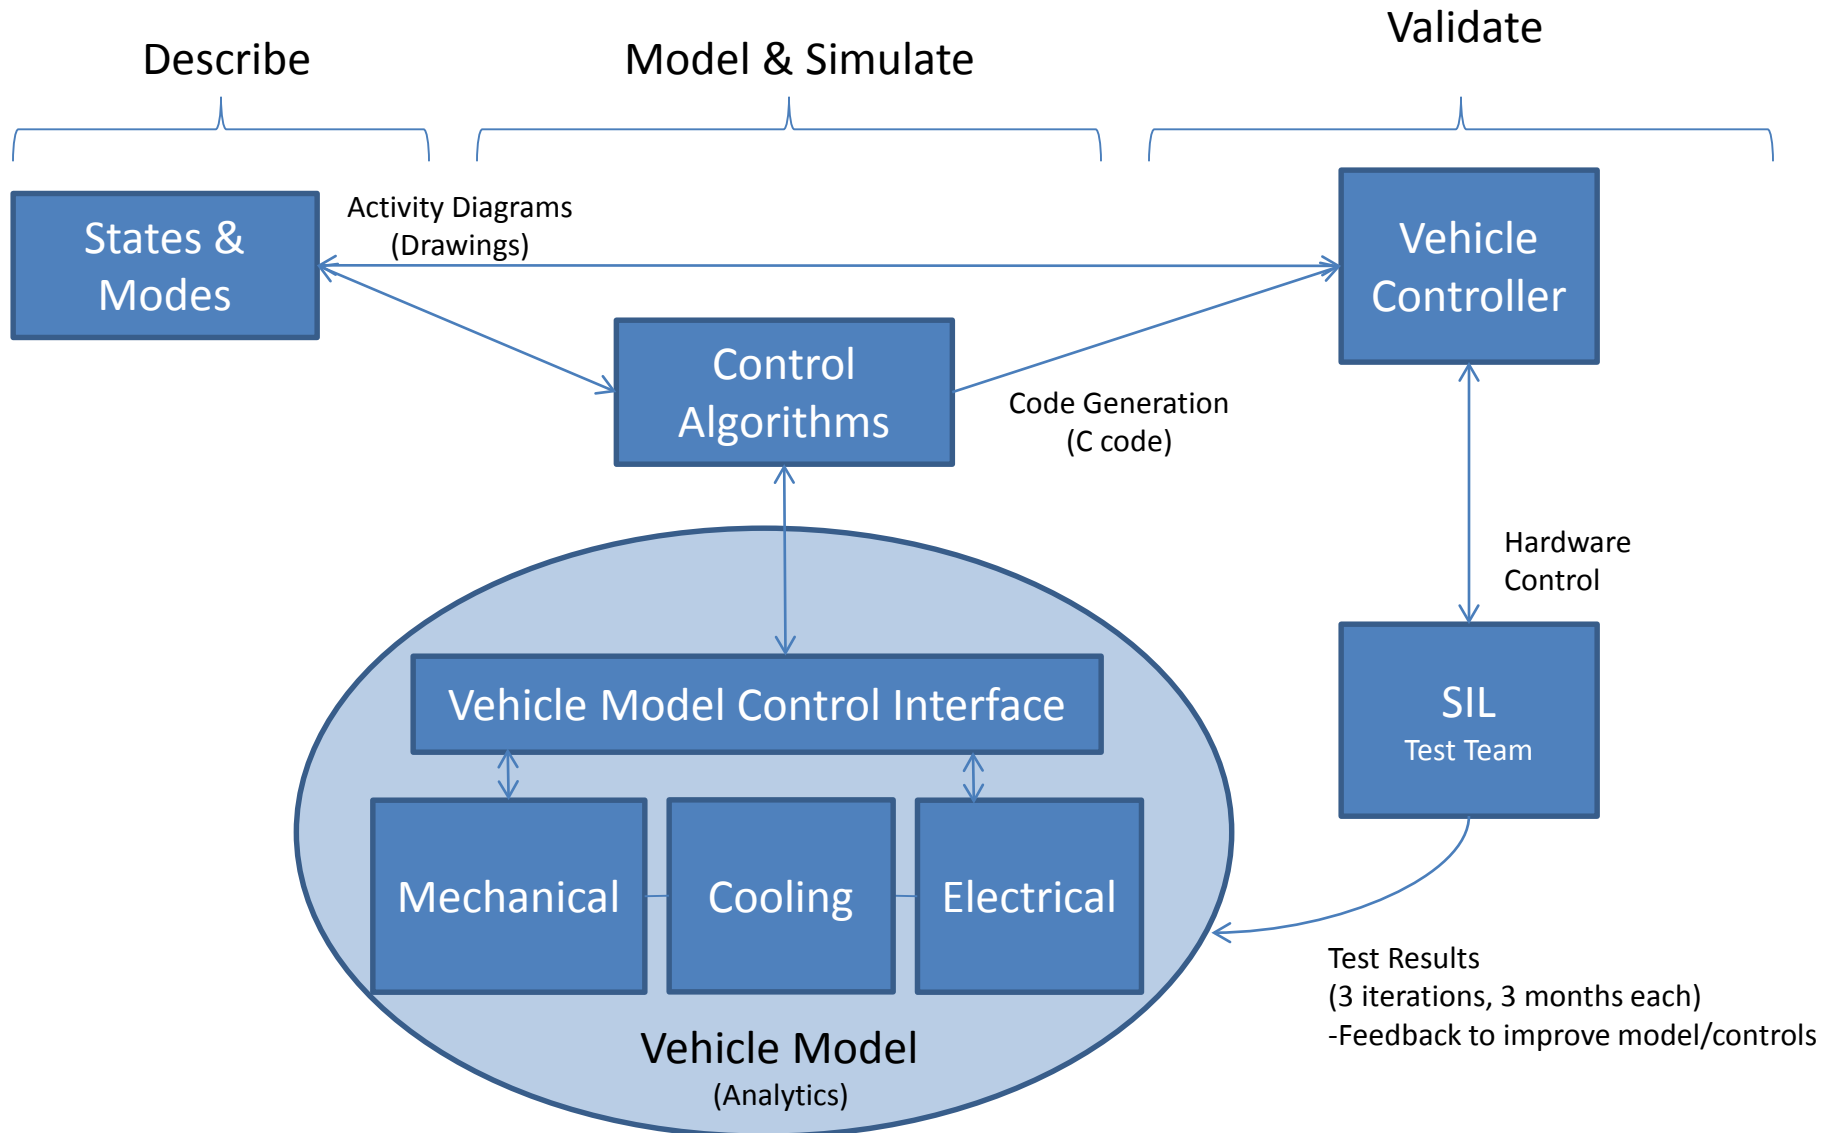 Describe
Model & Simulate
Validate
States &
Modes
Activity Diagrams
(Drawings)
Vehicle
Controller
Control
Algorithms
Code Generation
(C code)
Hardware
Control
Vehicle Model Control Interface
SIL
Test Team
Mechanical
Cooling
Electrical
Test Results
(3 iterations, 3 months each)
-Feedback to improve model/controls
Vehicle Model
(Analytics)